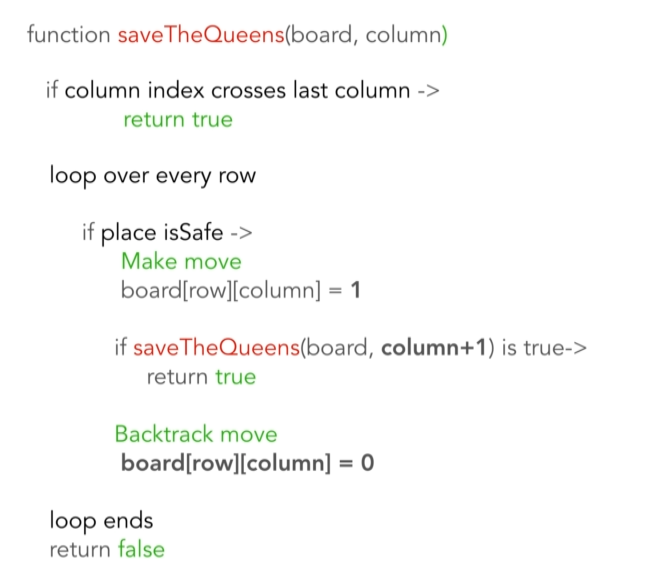 function saveTheQueens(board, column)
if column index crosses last column ->
return true
loop over every row
if place isSafe ->
Make move
board[row][column] = 1
if saveTheQueens(board, column+1) is true->
return true
Backtrack move
board[row][column] = 0
loop ends
return false